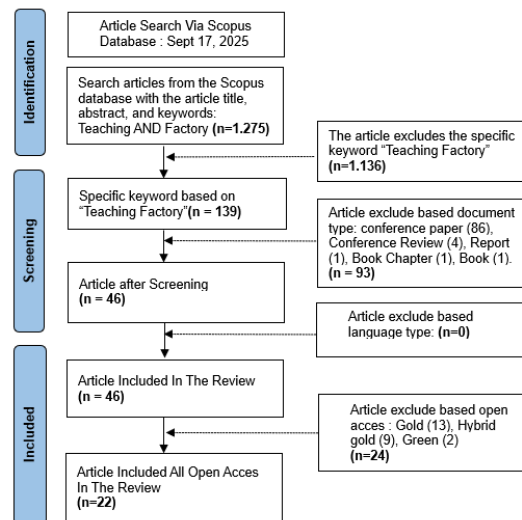 Identification
Article Search Via Scopus
Database : Sept 17, 2025
Search articles from the Scopus
database with the article title,
abstract, and keywords:
Teaching AND Factory (n=1.275)
The article excludes the specific
keyword “Teaching Factory”
(n=1.136)
Screening
Specific keyword based on
“Teaching Factory”(n = 139)
Article exclude based document
type: conference paper (86),
Conference Review (4), Report
(1), Book Chapter (1), Book (1).
(n = 93)
Article after Screening
(n = 46)
Article exclude based
language type: (n=0)
Included
Article Included In The Review
(n = 46)
Article exclude based open
acces : Gold (13), Hybrid
gold (9), Green (2)
(n=24)
Article Included All Open Acces
In The Review
(n=22)